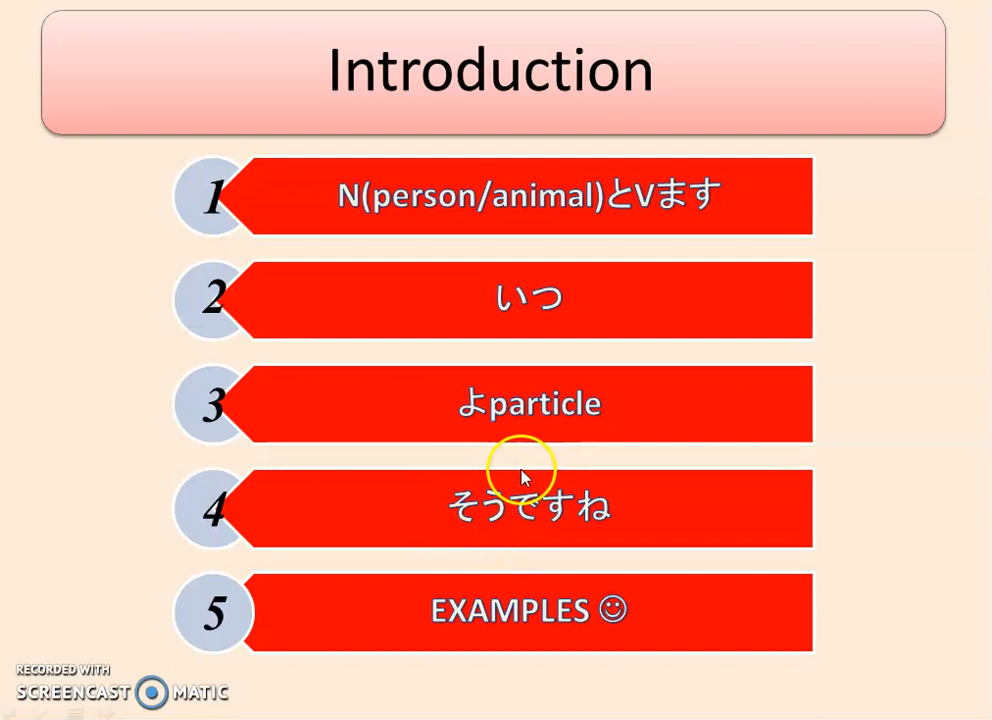 Introduction
1 N(person/animal)とVます
2 いつ
3 よparticle
4 そうですね
5 EXAMPLES ☺
RECORDED WITH
SCREENCAST MATIC